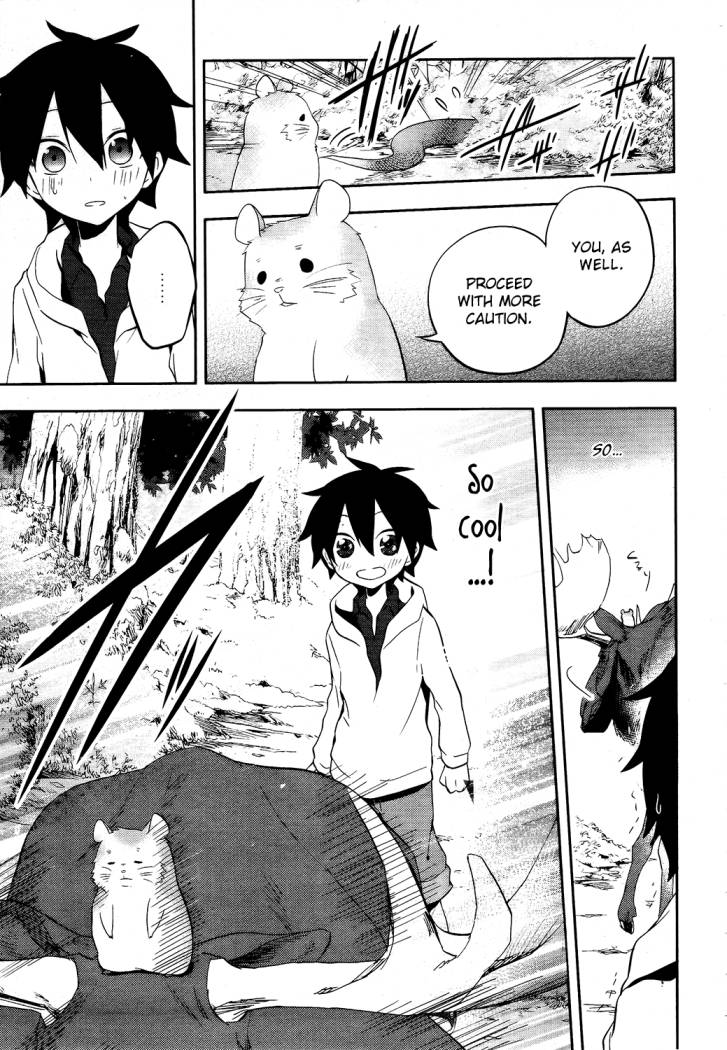 YOU, AS
WELL.
PROCEED
WITH MORE
CAUTION.
......
SO...
SO
COOL
...!